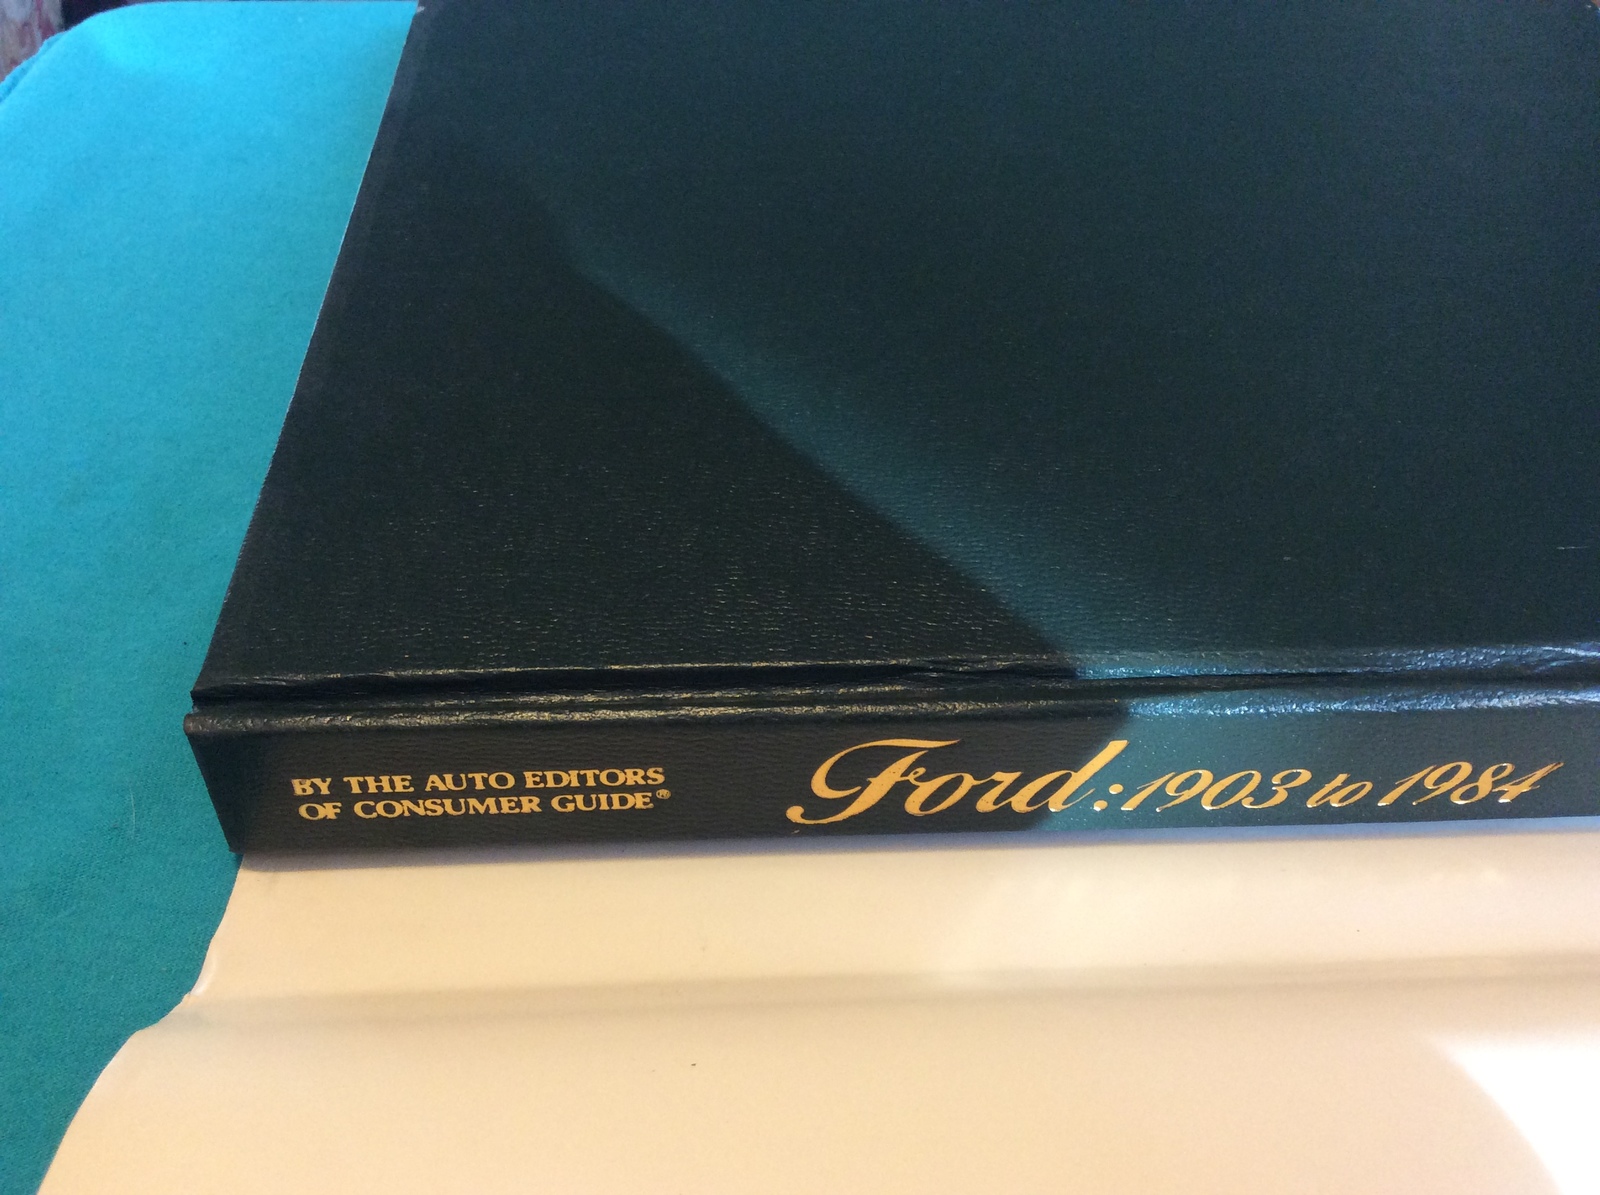 BY THE AUTO EDITORS
OF CONSUMER GUIDE®
Ford: 1903 to 1984